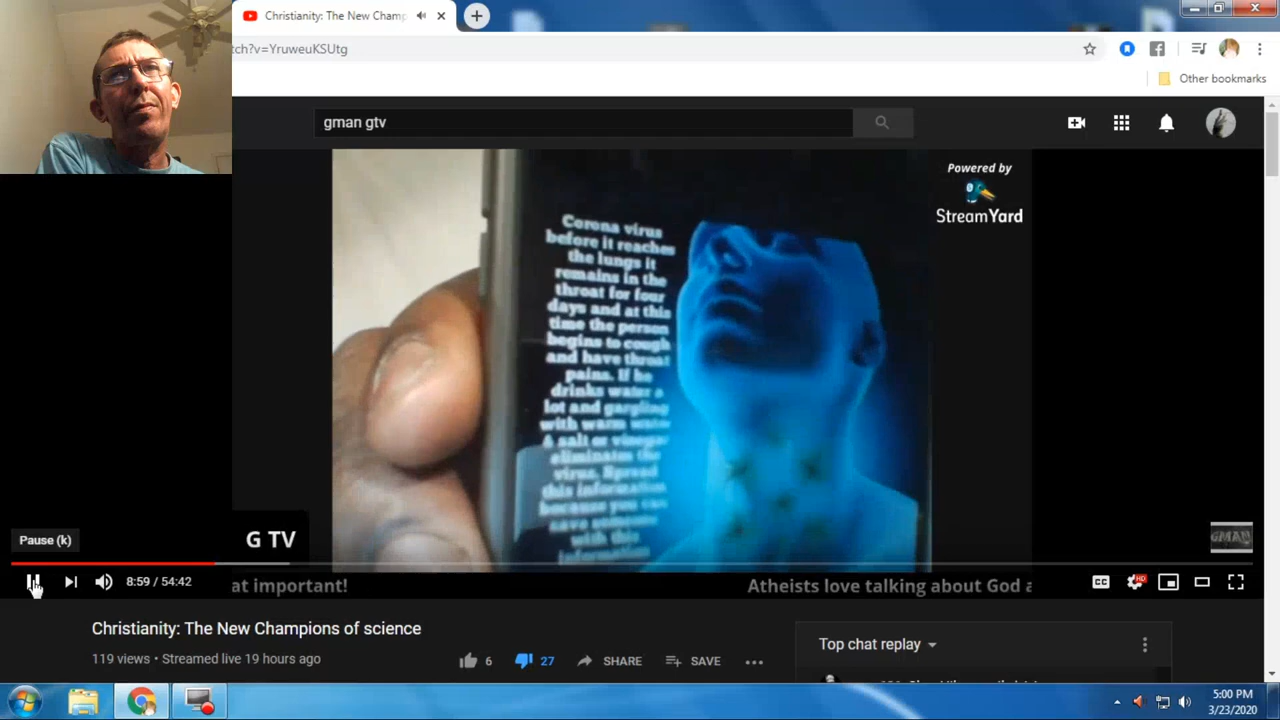 Christianity: The New Champ
tch?v=YruweuKSUtg
Other bookmarks
gman gtv
Powered by
StreamYard
Corona virus
before it reaches
the lungs it
remains in the
throat for four
days and at this
time the person
begins to cough
and have throat
pains. If he
drinks water a
lot and gargling
with warm water
& salt or vinegar
eliminates the
virus. Spread
this information
because you can
save someone
with this
information
GMAN
Pause (k)
G TV
8:59 / 54:42
CC
HD
at important!
Atheists love talking about God a
Christianity: The New Champions of science
119 views • Streamed live 19 hours ago
6
27
SHARE
SAVE
Top chat replay
5:00 PM
3/23/2020